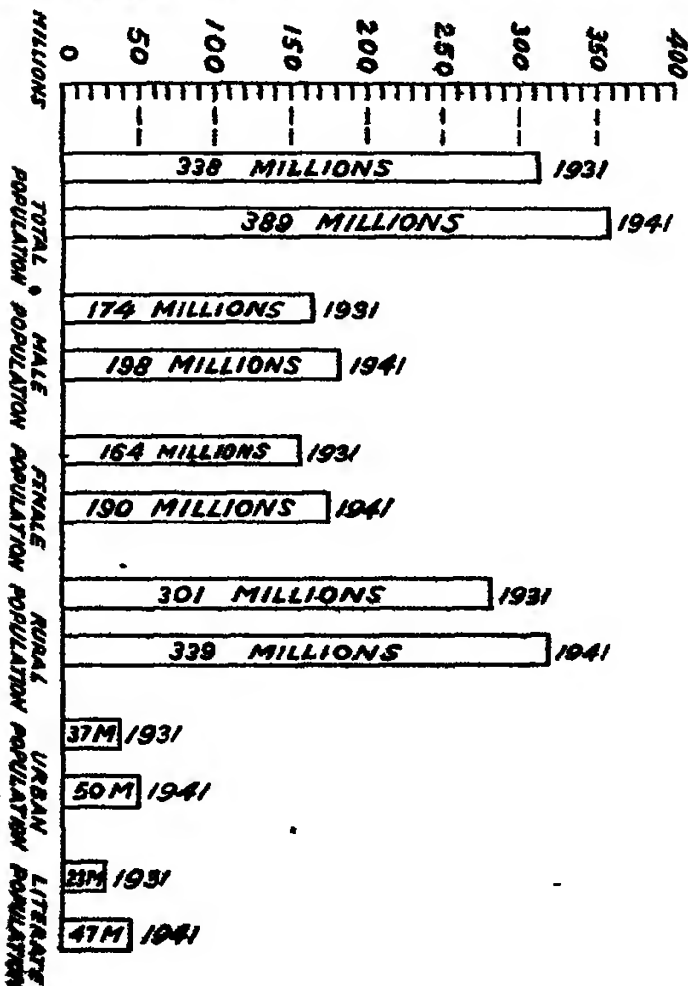 MILLIONS
0
50
100
150
200
250
300
350
400
338 MILLIONS 1931
389 MILLIONS 1941
TOTAL POPULATION
174 MILLIONS 1931
198 MILLIONS 1941
MALE POPULATION
164 MILLIONS 1931
190 MILLIONS 1941
FEMALE POPULATION
301 MILLIONS 1931
339 MILLIONS 1941
RURAL POPULATION
37M 1931
50M 1941
URBAN POPULATION
23M 1931
47M 1941
LITERATE POPULATION